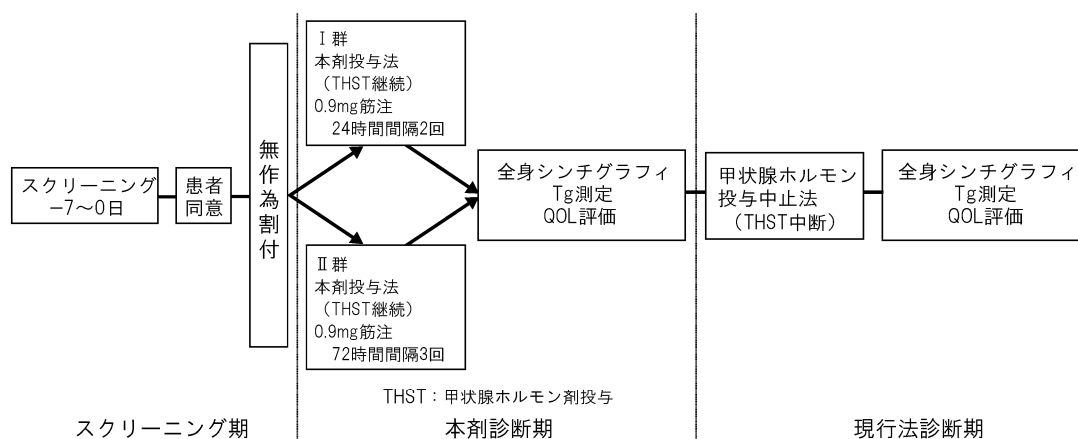 スクリーニング
−7～0日
患者
同意
無作為割付
Ⅰ群
本剤投与法
（THST継続）
0.9mg筋注
24時間間隔2回
Ⅱ群
本剤投与法
（THST継続）
0.9mg筋注
72時間間隔3回
全身シンチグラフィ
Tg測定
QOL評価
甲状腺ホルモン
投与中止法
（THST中断）
全身シンチグラフィ
Tg測定
QOL評価
THST：甲状腺ホルモン剤投与
スクリーニング期
本剤診断期
現行法診断期